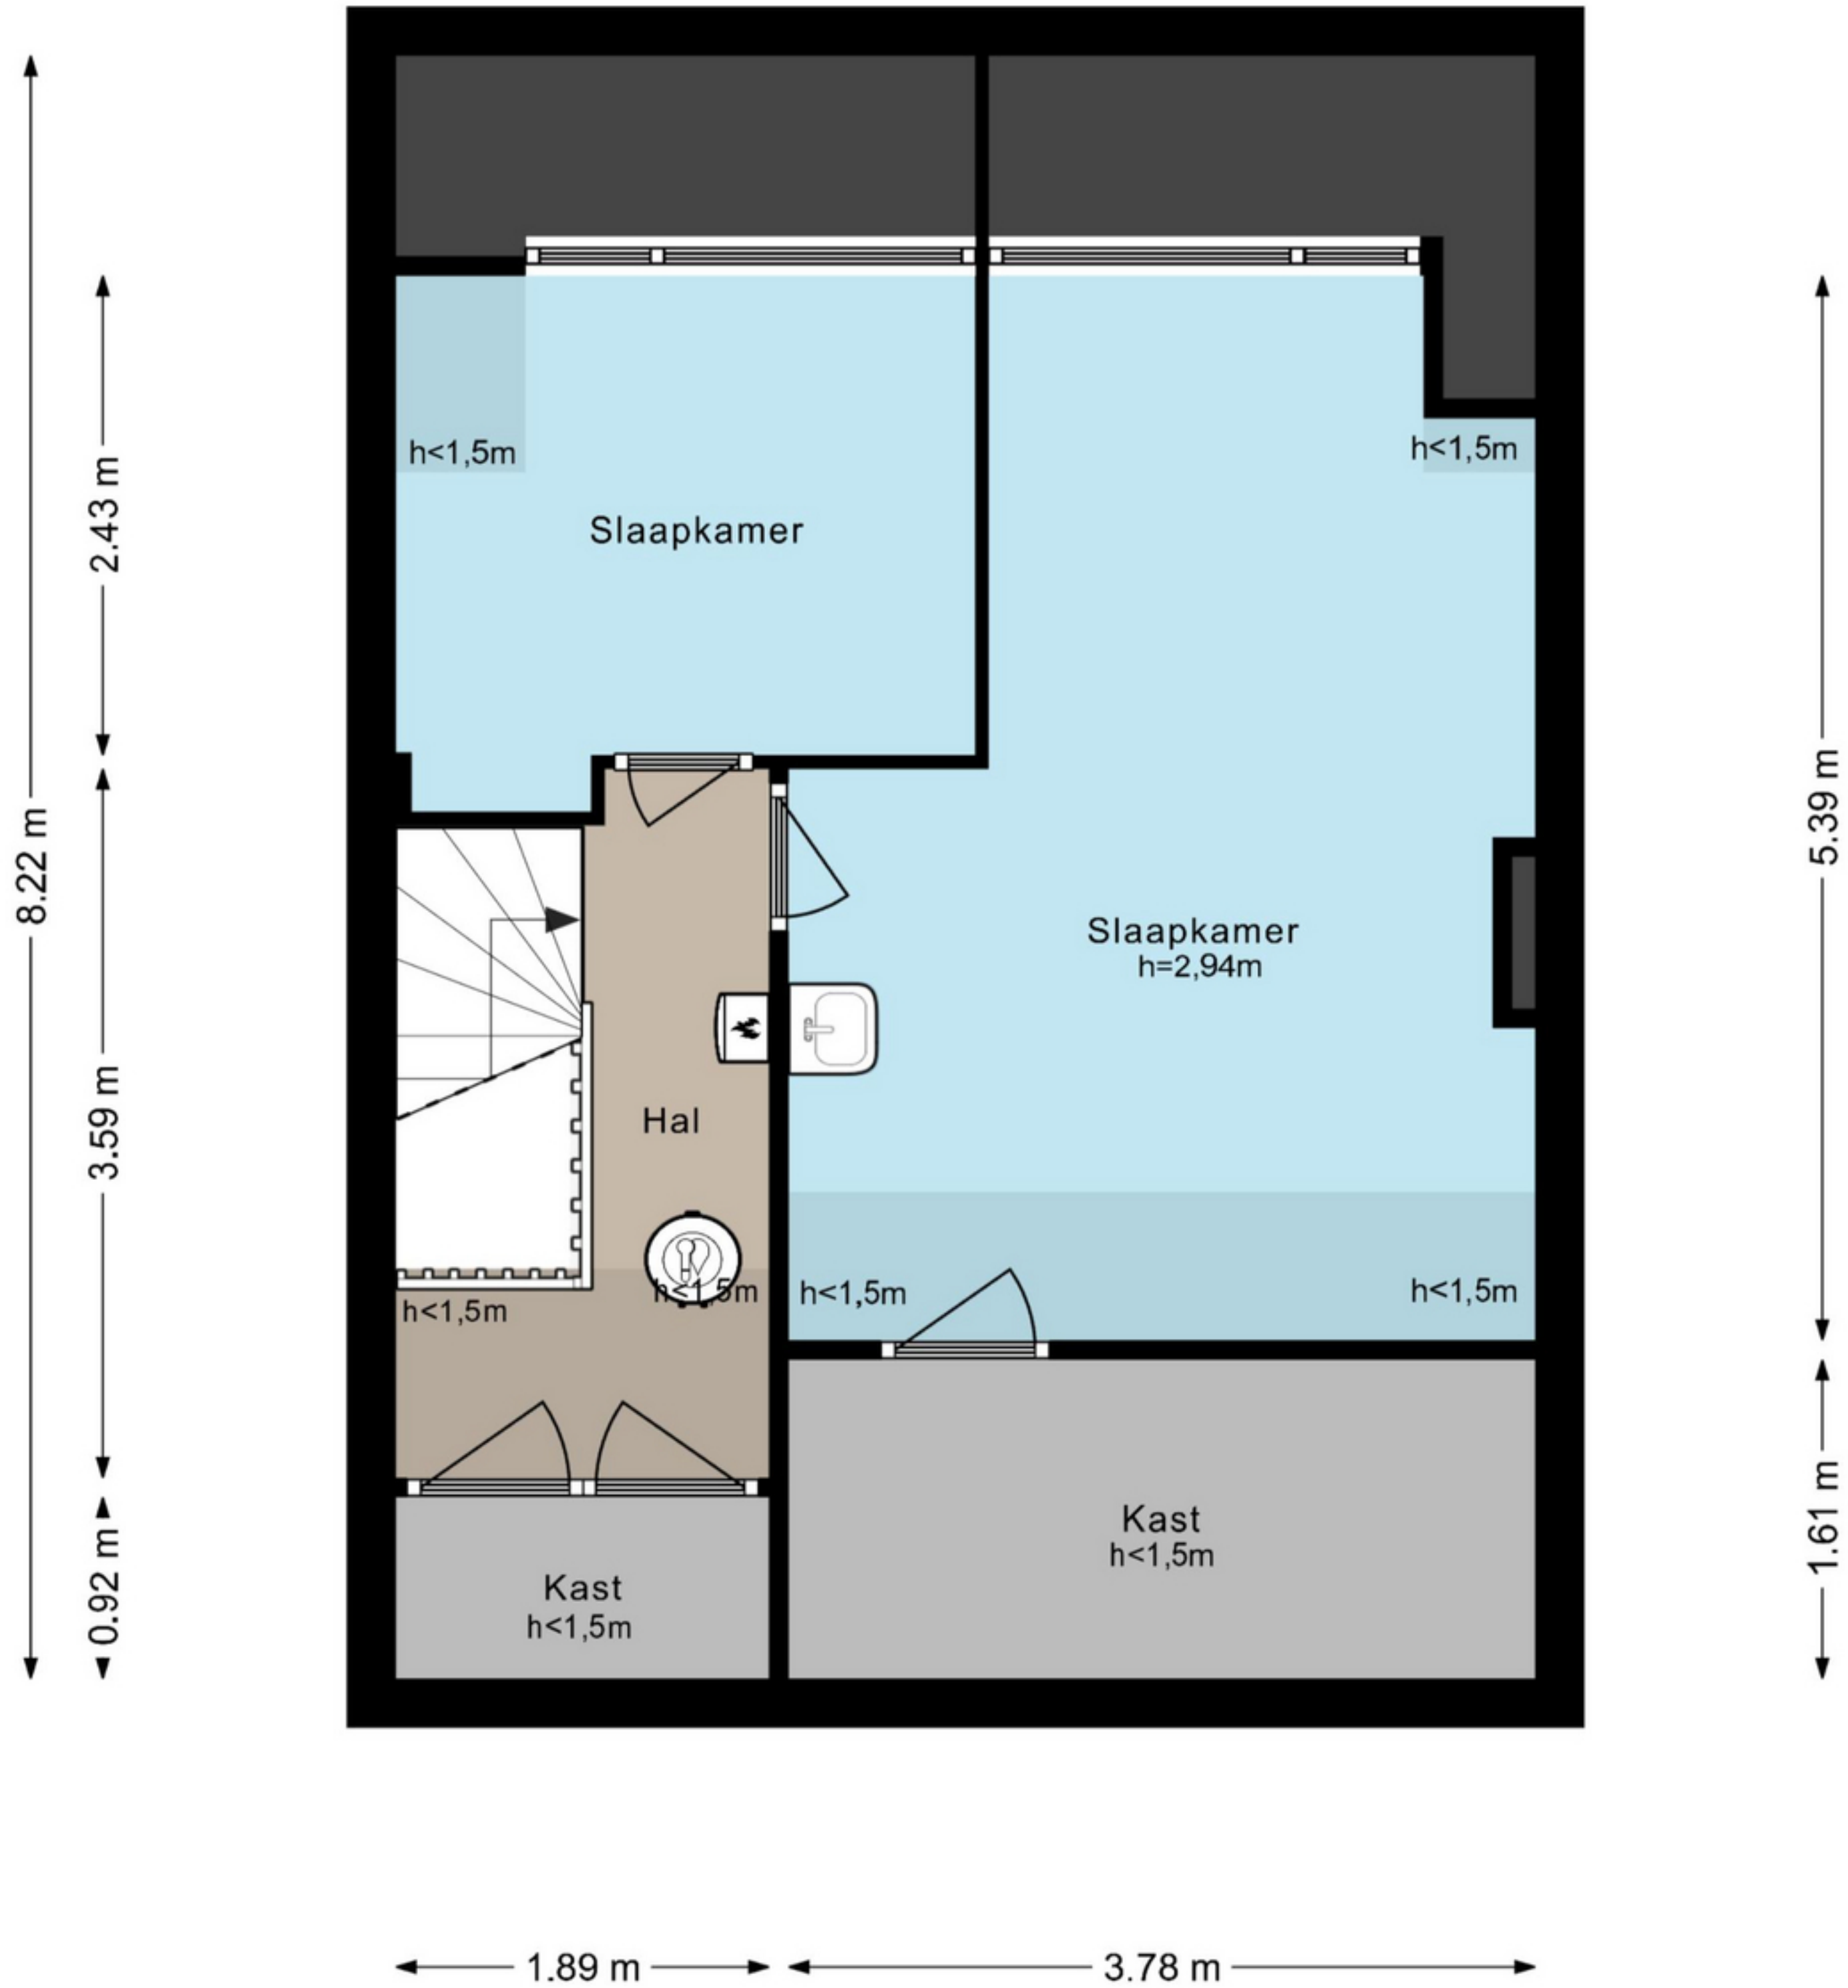 h<1,5m
h<1,5m
2.43 m
Slaapkamer
8.22 m
5.39 m
Slaapkamer
h=2,94m
3.59 m
Hal
h<1,5m
h<1,5m
h<1,5m
h<1,5m
Kast
h<1,5m
1.61 m
0.92 m
Kast
h<1,5m
1.89 m
3.78 m